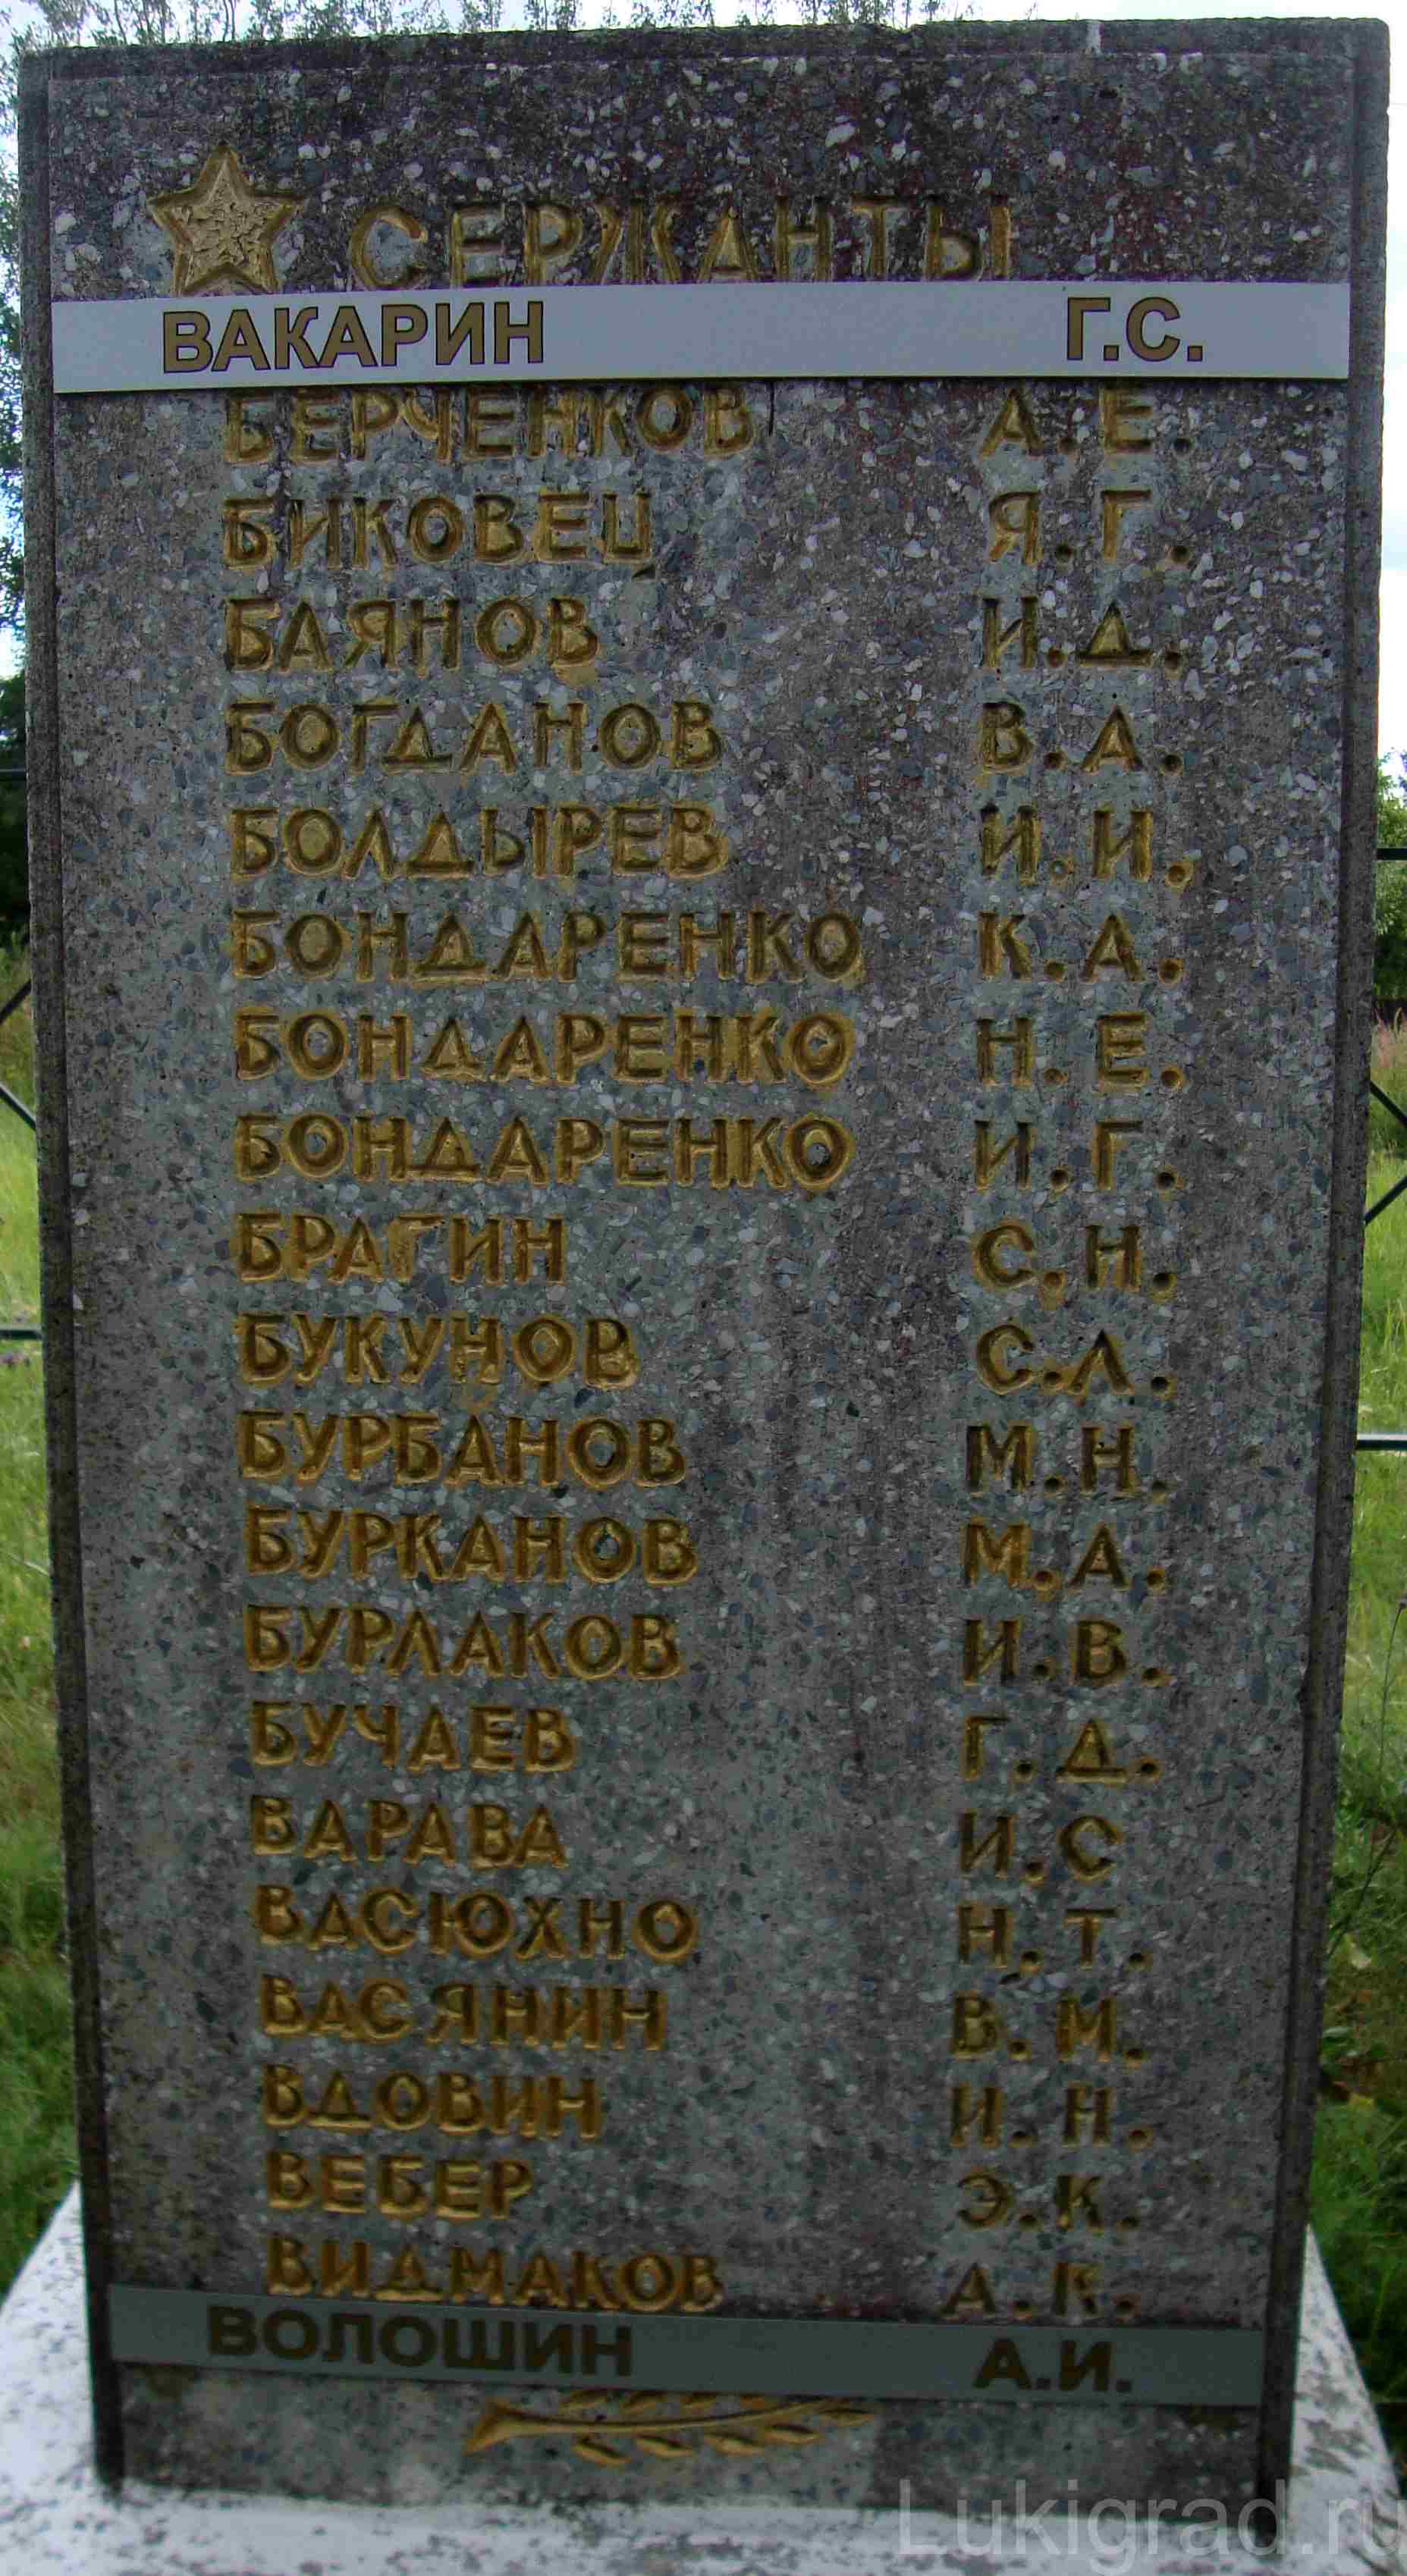 СЕРЖАНТЫ
ВАКАРИН Г.С.
БЕРЧЕНКОВ А.Е.
БИКОВЕЦ Я.Г.
БАЯНОВ И.Д.
БОГДАНОВ В.А.
БОЛДЫРЕВ И.И.
БОНДАРЕНКО К.А.
БОНДАРЕНКО Н.Е.
БОНДАРЕНКО И.Г.
БРАГИН С.Н.
БУКУНОВ С.Л.
БУРБАНОВ М.Н.
БУРКАНОВ М.А.
БУРЛАКОВ И.В.
БУЧАЕВ Г.Д.
ВАРАВА И.С
ВАСЮХНО Н.Т.
ВАСЯНИН В.М.
ВДОВИН И.Н.
ВЕБЕР Э.К.
ВИДМАКОВ А.К.
ВОЛОШИН А.И.
Lukigrad.ru